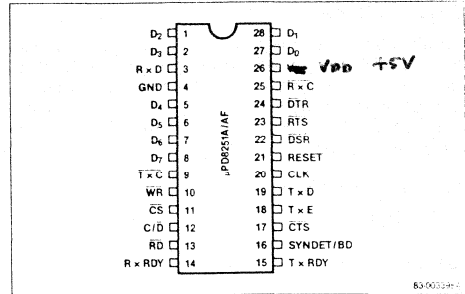 D2 1 28 D1
D3 2 27 D0
R x D 3 26 VDD +5V
GND 4 25 R x C
D4 5 24 DTR
D5 6 23 RTS
D6 7 22 DSR
D7 8 21 RESET
T x C 9 20 CLK
WR 10 19 T x D
CS 11 18 T x E
C/D 12 17 CTS
RD 13 16 SYNDET/BD
R x RDY 14 15 T x RDY
μPD8251A/AF